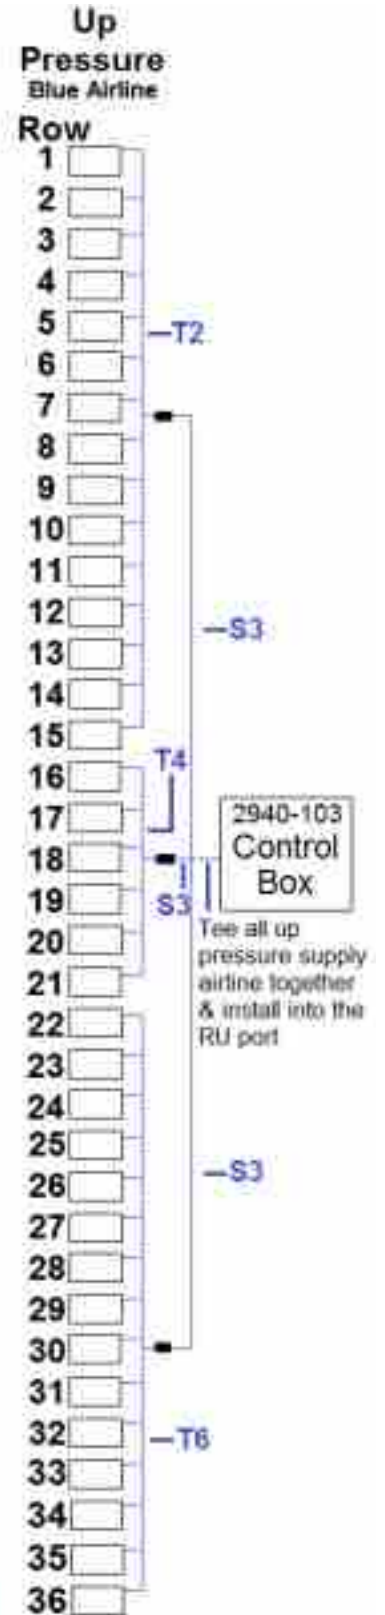 Up
Pressure
Blue Airline
Row
1
2
3
4
5
T2
6
7
8
9
10
11
12
S3
13
14
15
16
T4
17
18
19
20
21
2940-103
Control
Box
S3
Tee all up
pressure supply
airline together
& install into the
RU port
22
23
24
25
26
S3
27
28
29
30
31
32
T6
33
34
35
36